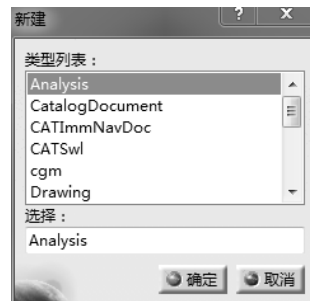 新建
? X
类型列表：
Analysis
CatalogDocument
CATImmNavDoc
CATSwl
cgm
Drawing
选择：
Analysis
确定 取消